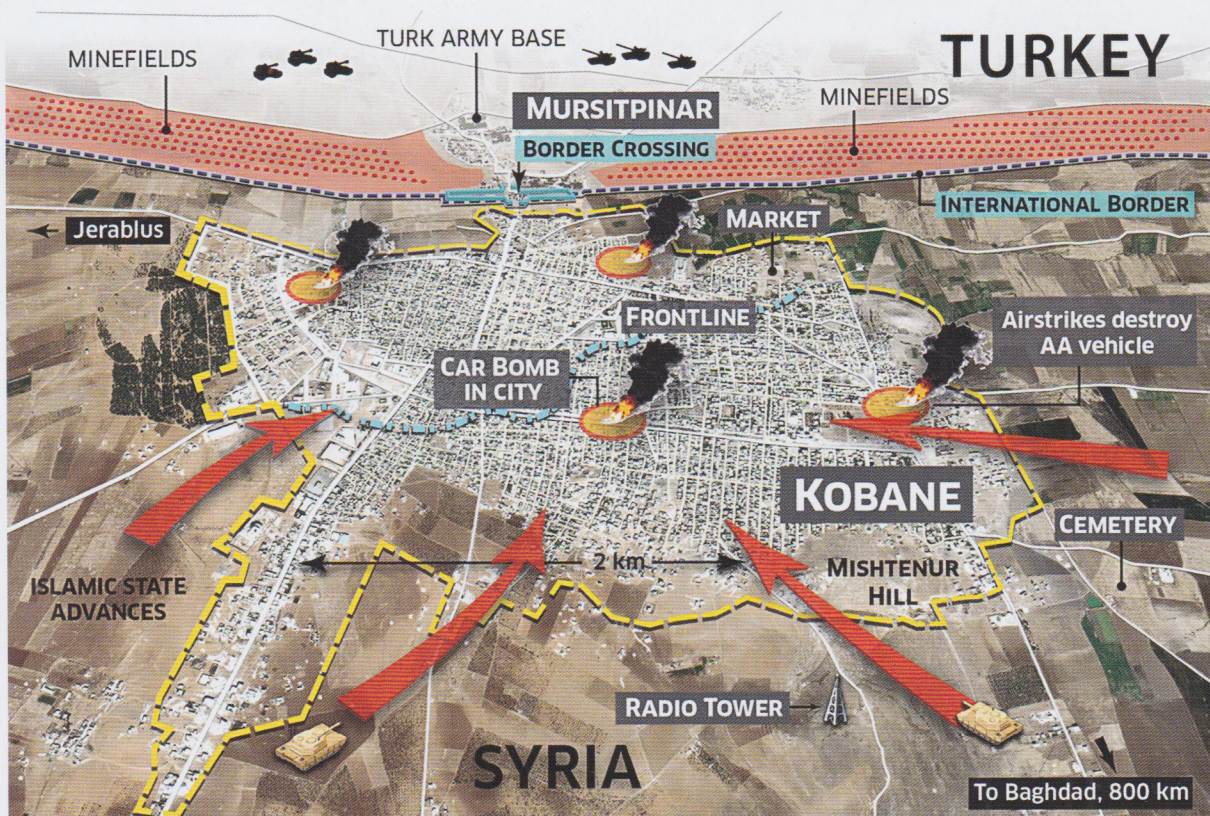 TURK ARMY BASE
TURKEY
MINEFIELDS
MINEFIELDS
MURSITPINAR
BORDER CROSSING
INTERNATIONAL BORDER
Jerablus
MARKET
FRONTLINE
Airstrikes destroy
AA vehicle
CAR BOMB
IN CITY
KOBANE
CEMETERY
2 km
MISHTENUR
HILL
ISLAMIC STATE
ADVANCES
RADIO TOWER
SYRIA
To Baghdad, 800 km